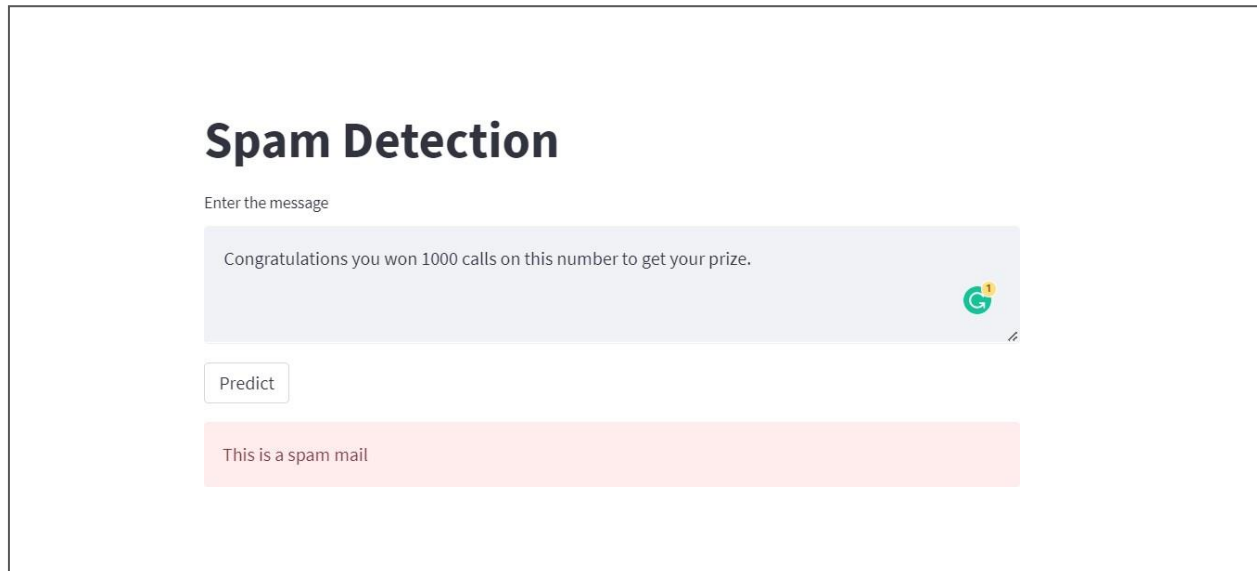 Spam Detection
Enter the message
Congratulations you won 1000 calls on this number to get your prize.
1
Predict
This is a spam mail